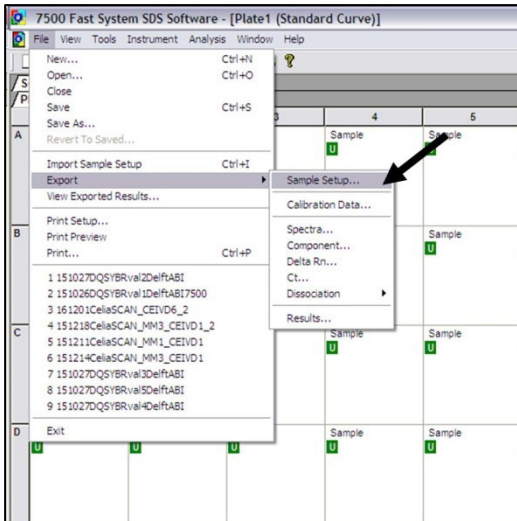 7500 Fast System SDS Software - [Plate1 (Standard Curve)]
File View Tools Instrument Analysis Window Help
New... Ctrl+N
Open... Ctrl+O
Close
Save Ctrl+S
Save As...
Revert To Saved...
Import Sample Setup Ctrl+I
Export
View Exported Results...
Print Setup...
Print Preview
Print... Ctrl+P
1 151027DQSYBRval2DelftABI
2 151026DQSYBRval1DelftABI7500
3 161201CeliaSCAN_CEIVD6_2
4 151218CeliaSCAN_MM3_CEIVD1_2
5 151211CeliaSCAN_MM1_CEIVD1
6 151214CeliaSCAN_MM3_CEIVD1
7 151027DQSYBRval3DelftABI
8 151027DQSYBRval5DelftABI
9 151027DQSYBRval4DelftABI
Exit
Sample Setup...
Calibration Data...
Spectra...
Component...
Delta Rn...
Ct...
Dissociation
Results...
3 4 5
A Sample Sample
U U
B Sample
U
C Sample Sample
U U
D Sample Sample
U U U U U